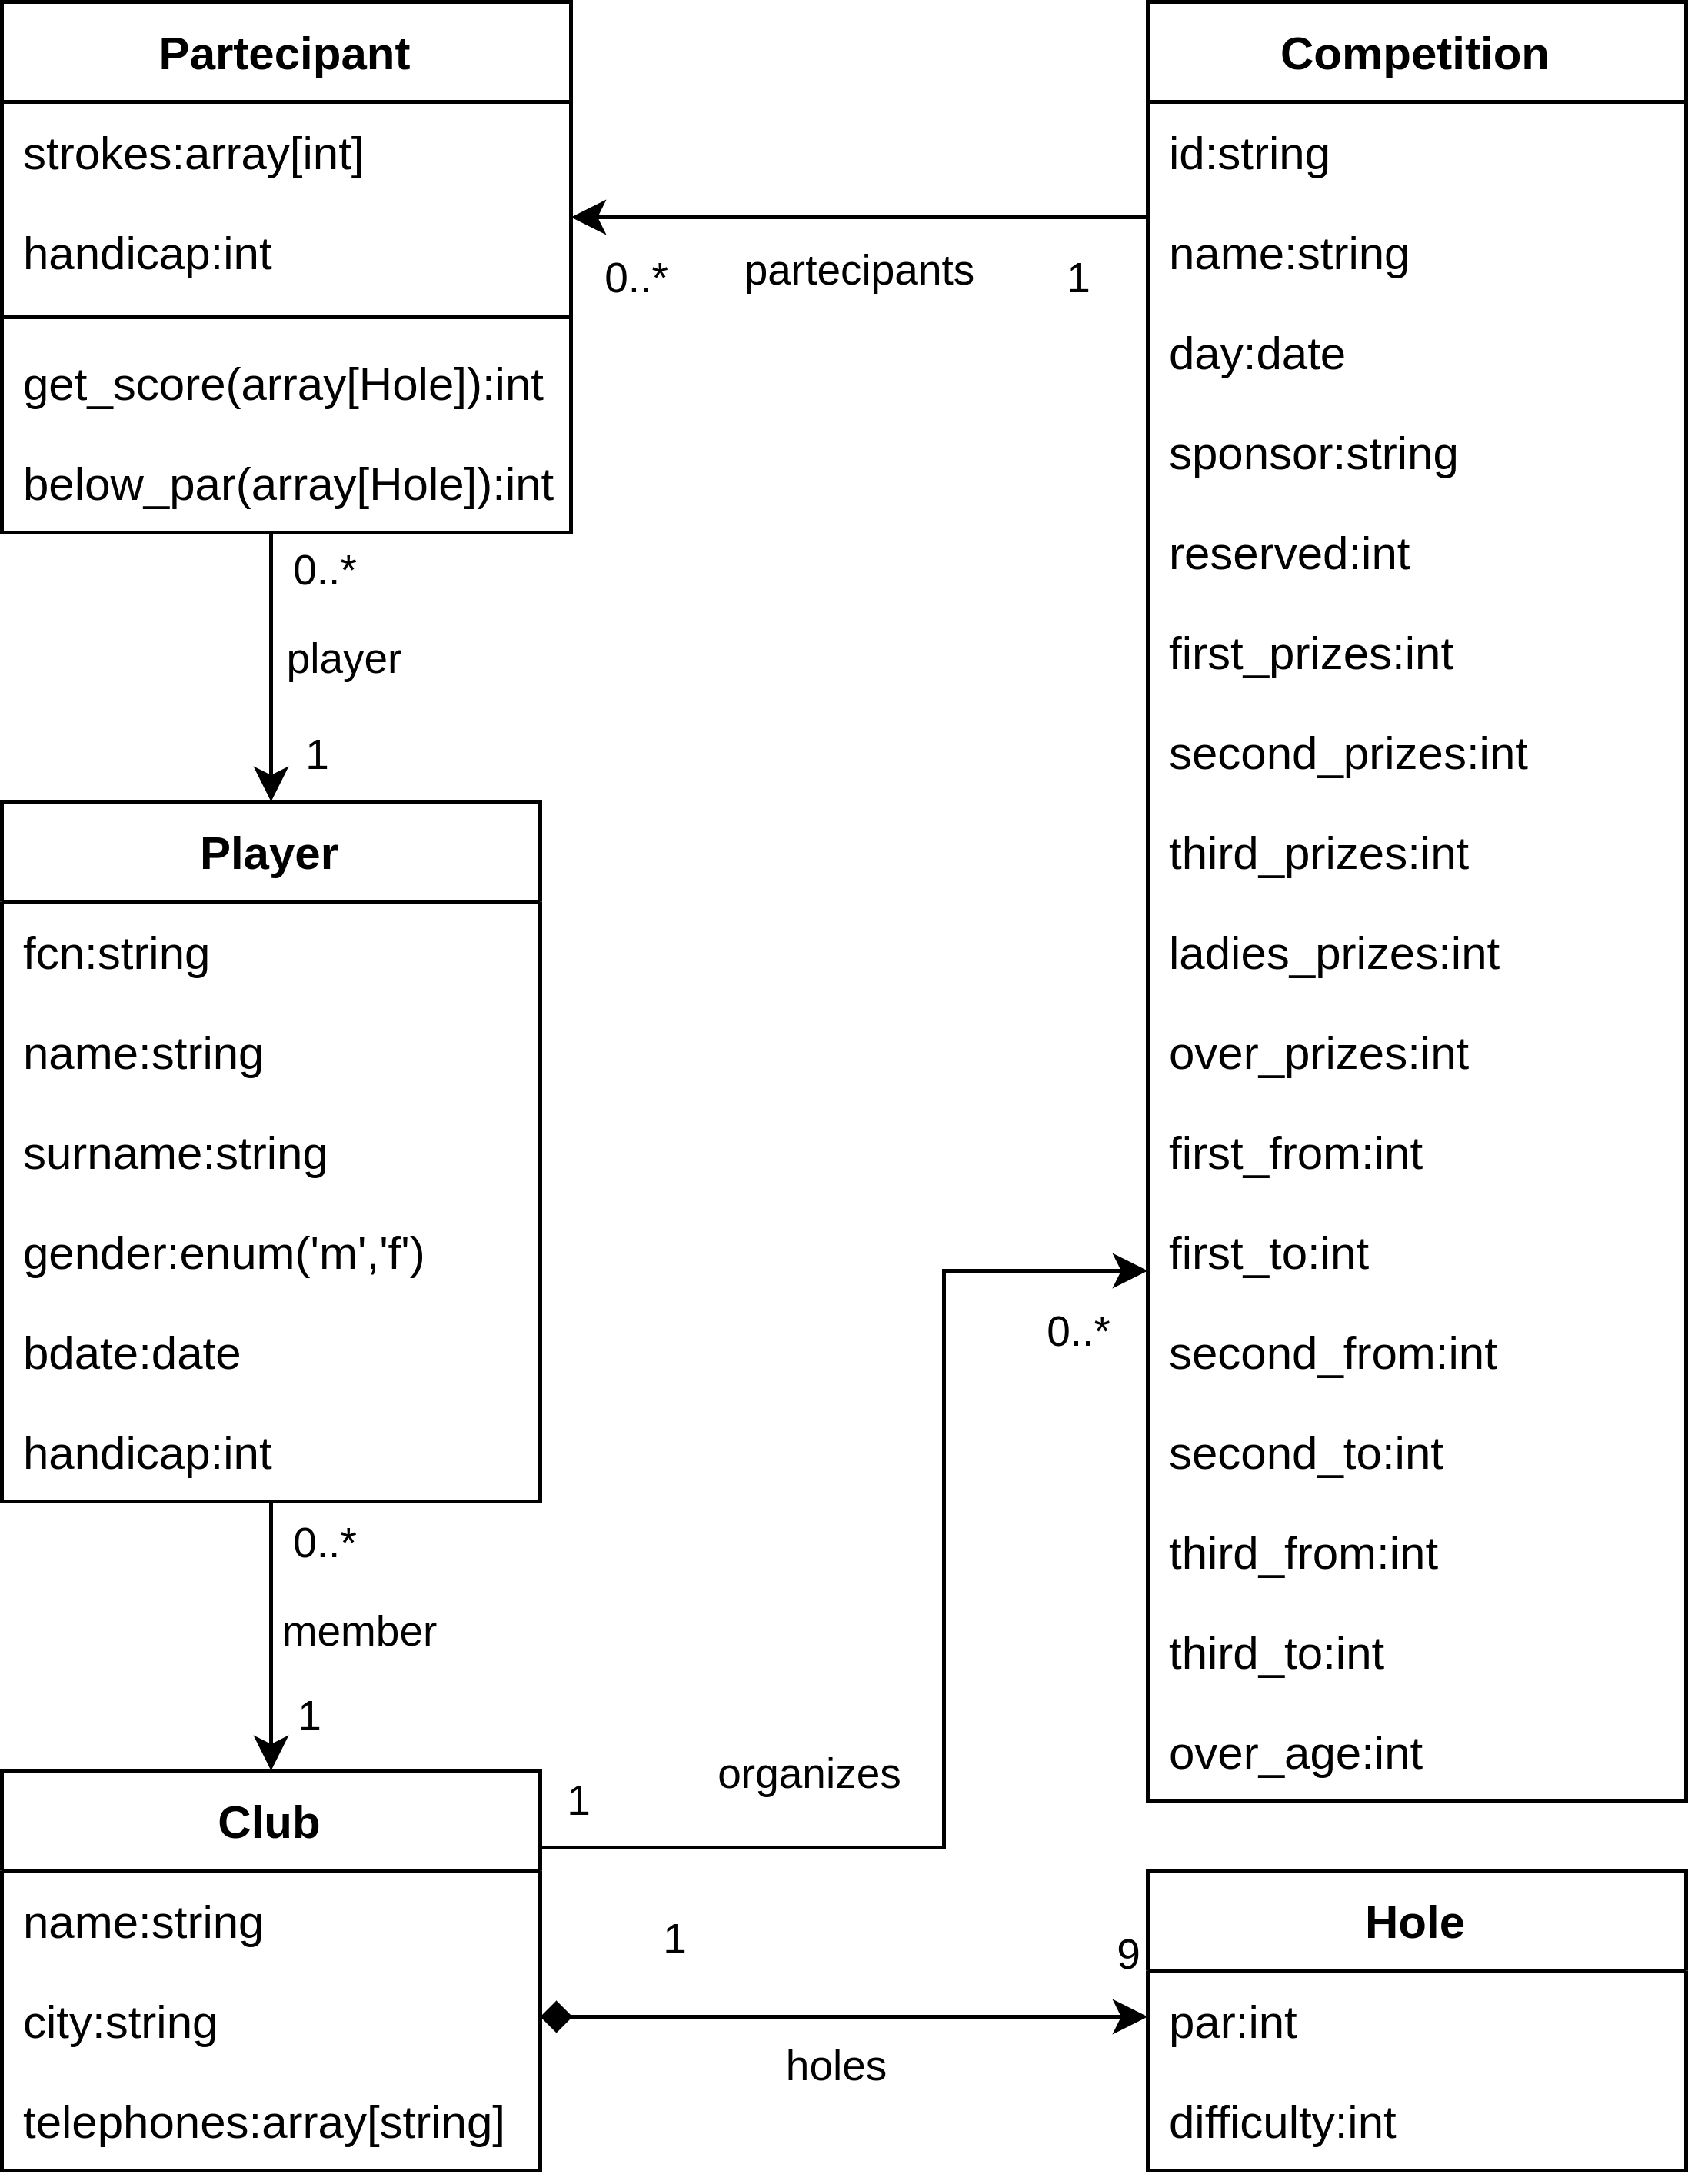 Partecipant
strokes:array[int]
handicap:int
get_score(array[Hole]):int
below_par(array[Hole]):int
0..*
partecipants
1
Competition
id:string
name:string
day:date
sponsor:string
reserved:int
first_prizes:int
second_prizes:int
third_prizes:int
ladies_prizes:int
over_prizes:int
first_from:int
first_to:int
second_from:int
second_to:int
third_from:int
third_to:int
over_age:int
0..*
player
1
Player
fcn:string
name:string
surname:string
gender:enum('m','f')
bdate:date
handicap:int
0..*
member
1
Club
name:string
city:string
telephones:array[string]
1
organizes
0..*
1
holes
9
Hole
par:int
difficulty:int